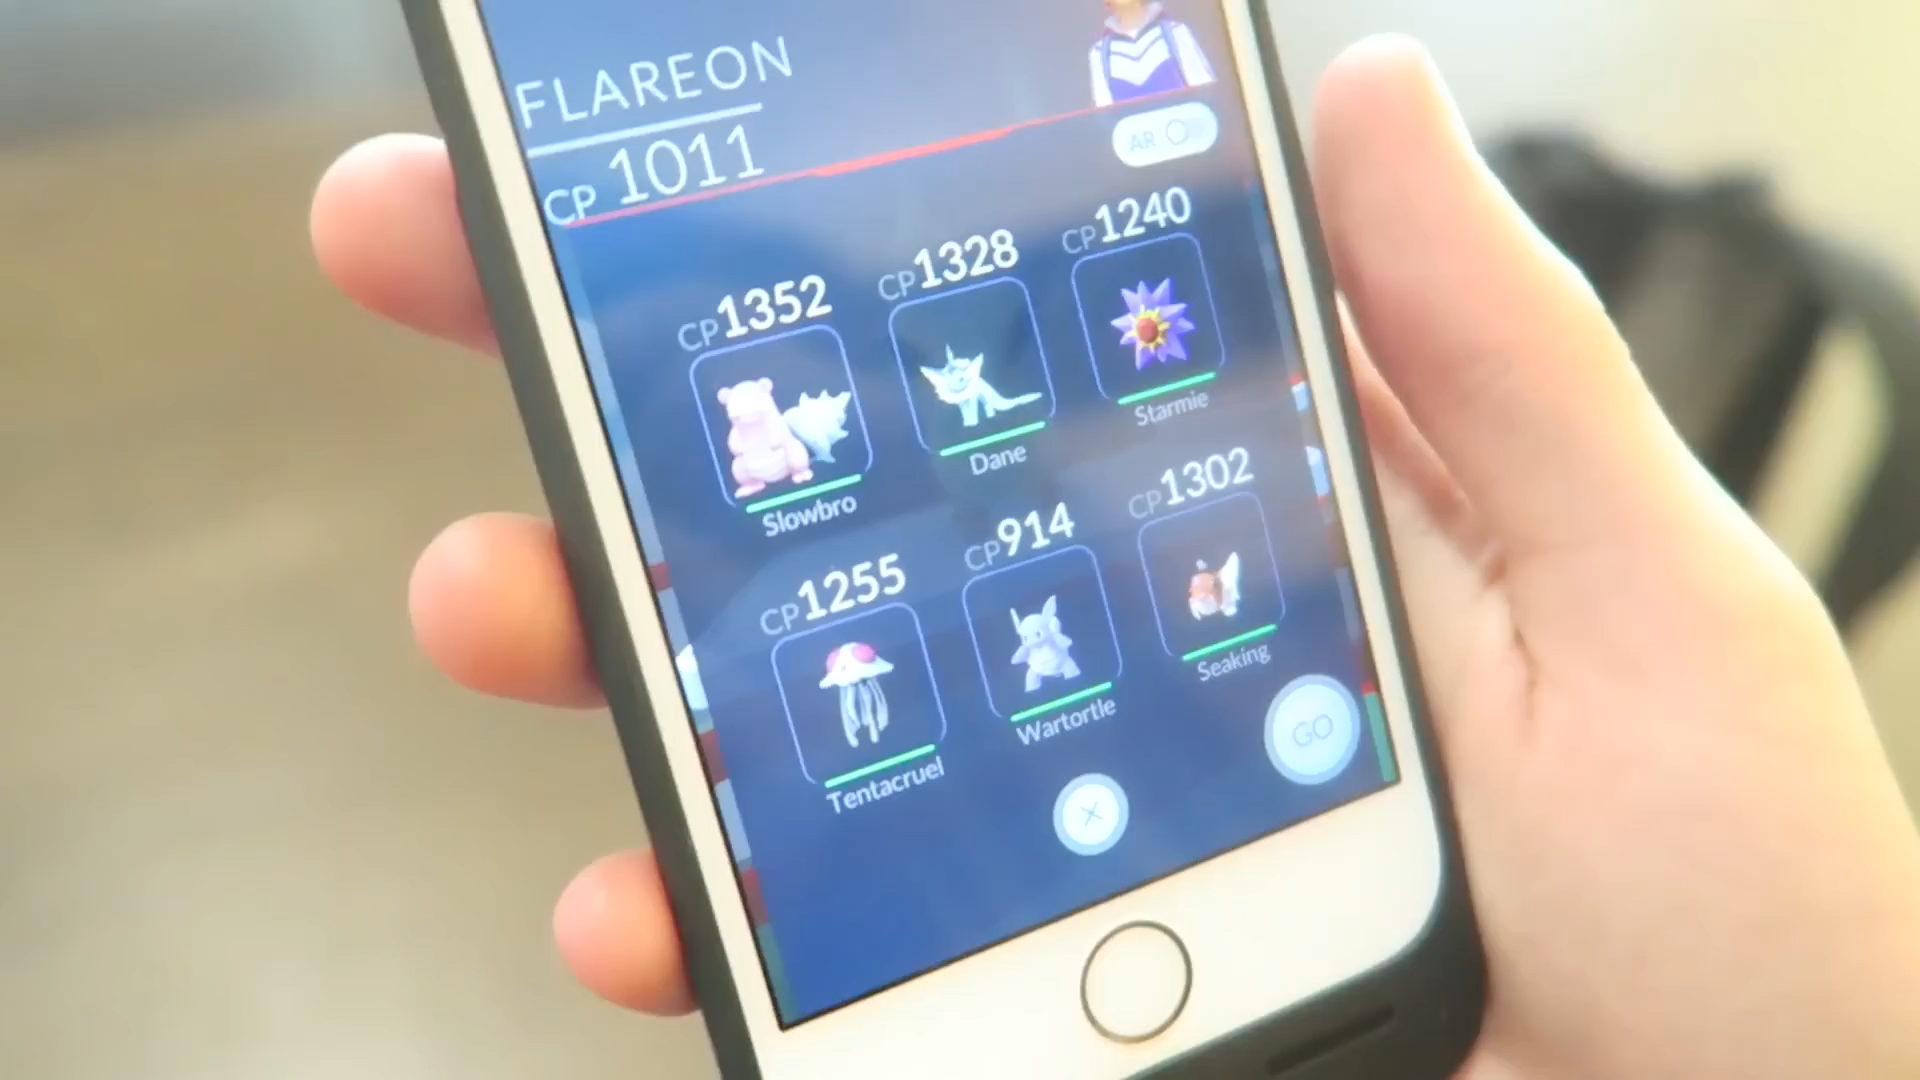 FLAREON
CP 1011
AR
CP1352
CP1328
CP1240
Slowbro
Dane
Starmie
CP1255
CP914
CP1302
Tentacruel
Wartortle
Seaking
GO